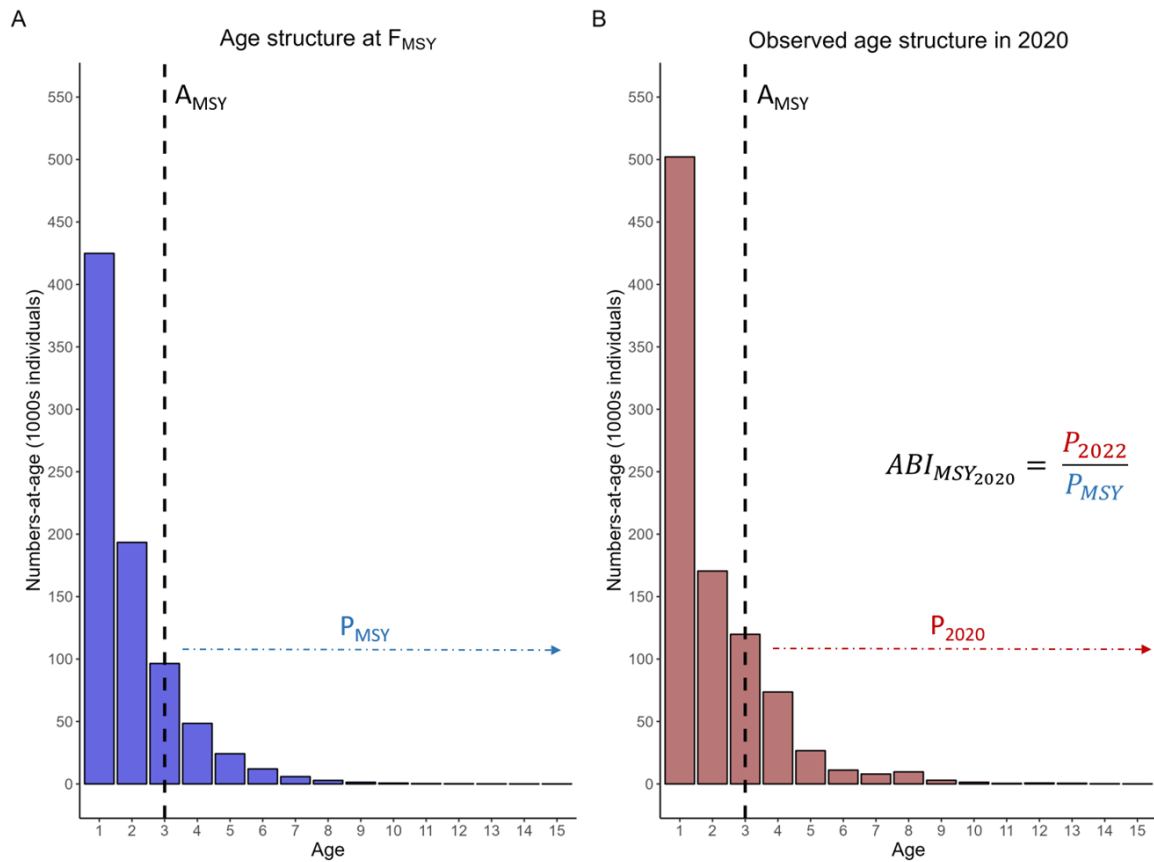 A
Age structure at FMSY
AMSY
Numbers-at-age (1000s individuals)
550
500
450
400
350
300
250
200
150
100
50
0
PMSY
1 2 3 4 5 6 7 8 9 10 11 12 13 14 15
Age
B
Observed age structure in 2020
AMSY
Numbers-at-age (1000s individuals)
550
500
450
400
350
300
250
200
150
100
50
0
ABIMSY2020 = P2022 / PMSY
P2020
1 2 3 4 5 6 7 8 9 10 11 12 13 14 15
Age